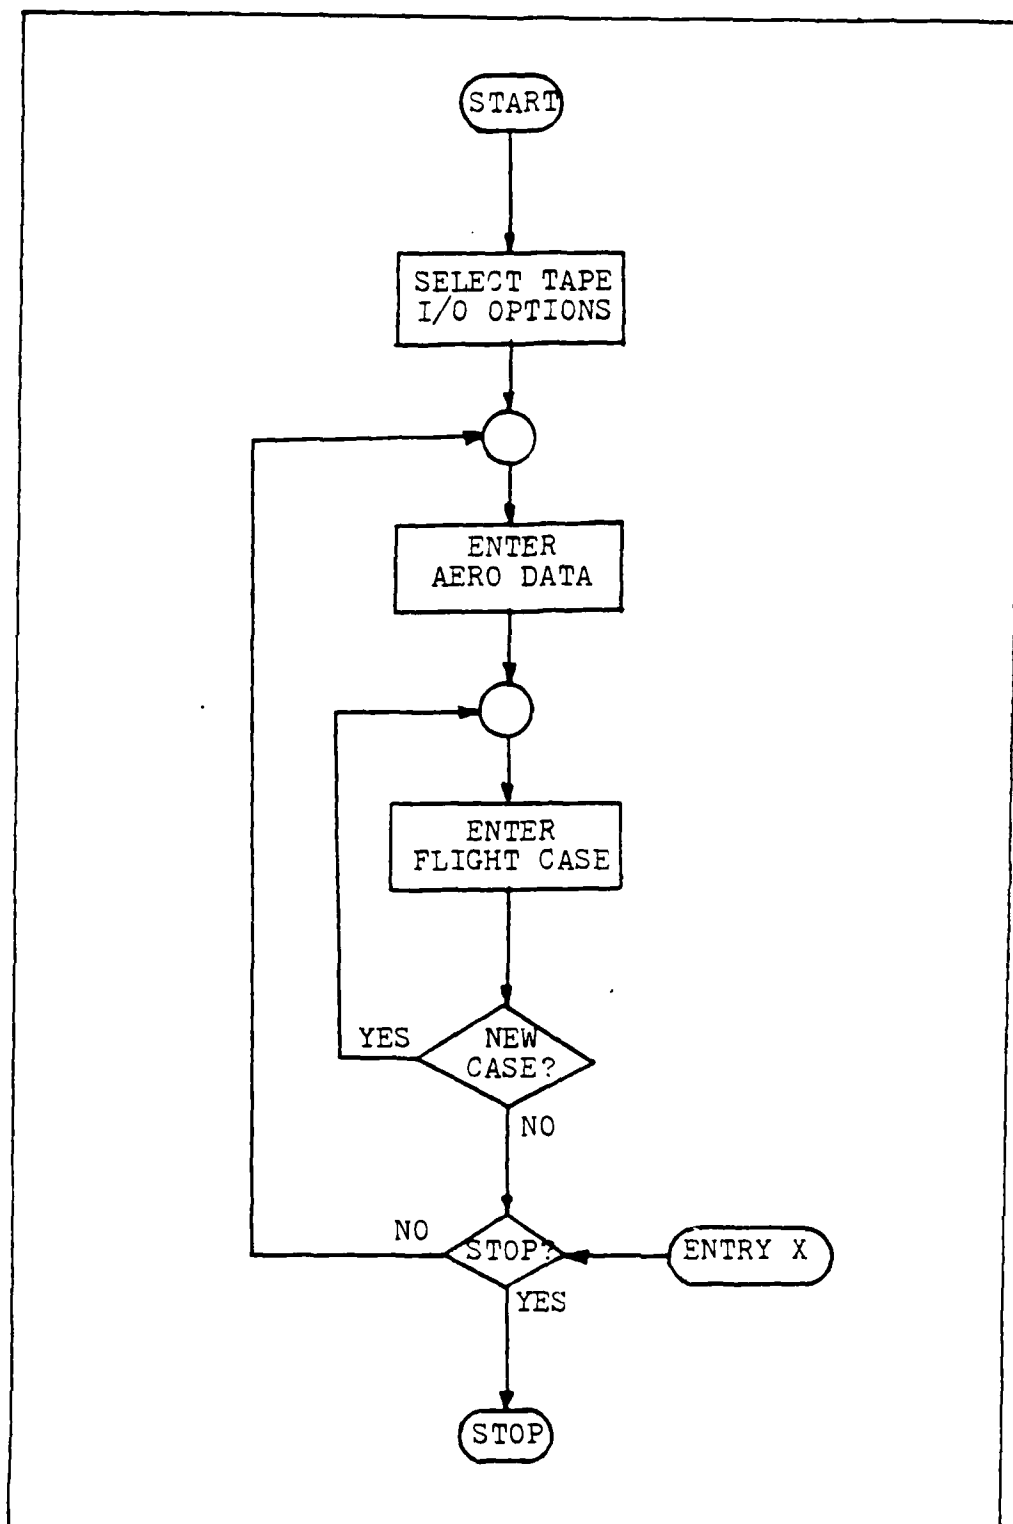 START
SELECT TAPE
I/O OPTIONS
ENTER
AERO DATA
ENTER
FLIGHT CASE
YES
NEW
CASE?
NO
NO
STOP?
ENTRY X
YES
STOP